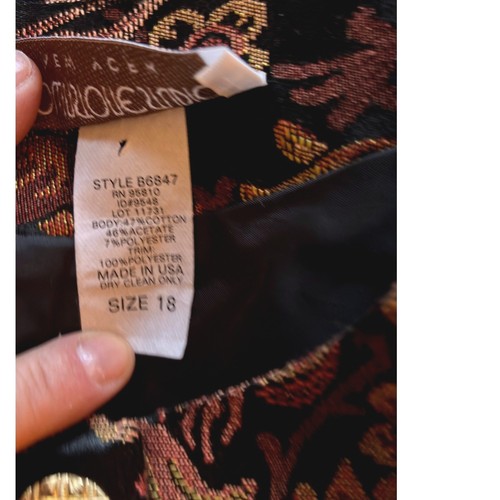 STYLE B6847
RN 95810
ID#9548
LOT 11731
BODY:47%COTTON
46%ACETATE
7%POLYESTER
TRIM:
100%POLYESTER
MADE IN USA
DRY CLEAN ONLY
SIZE 18